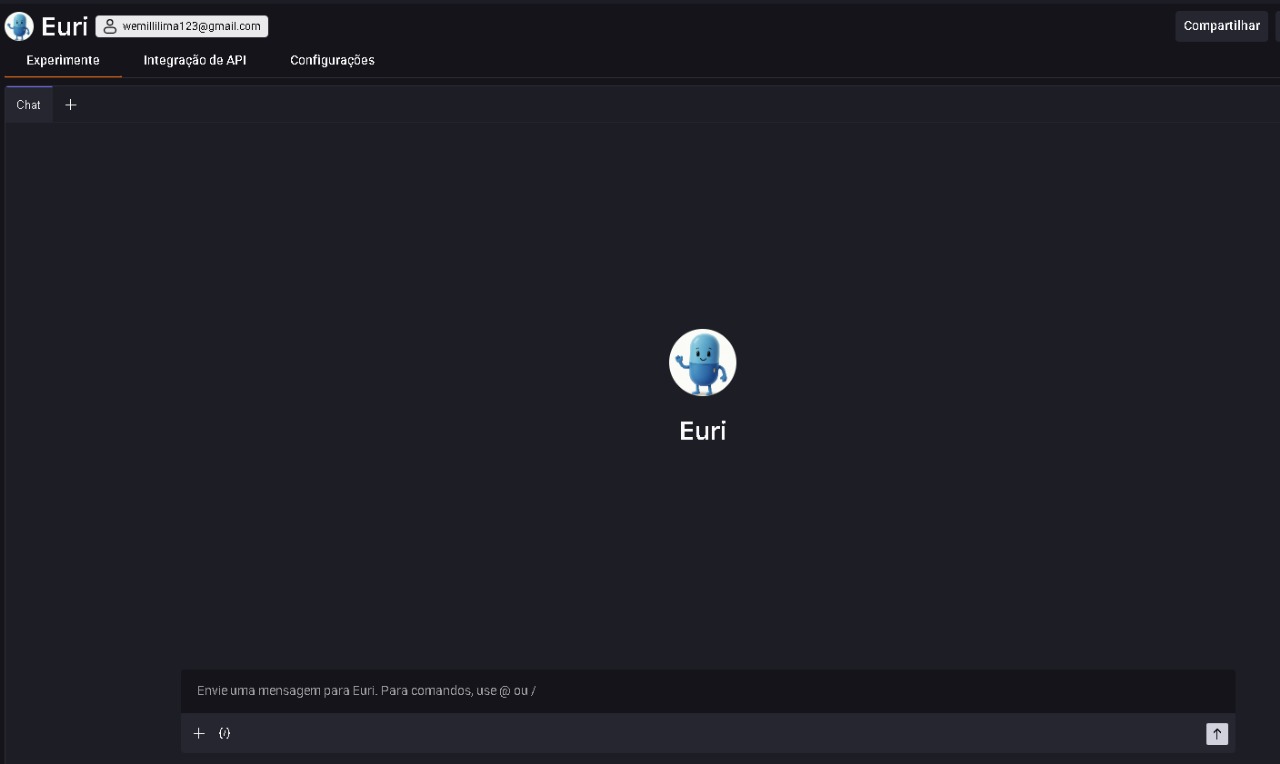 Euri
wemillilima123@gmail.com
Compartilhar
Experimente
Integração de API
Configurações
Chat
Euri
Envie uma mensagem para Euri. Para comandos, use @ ou /